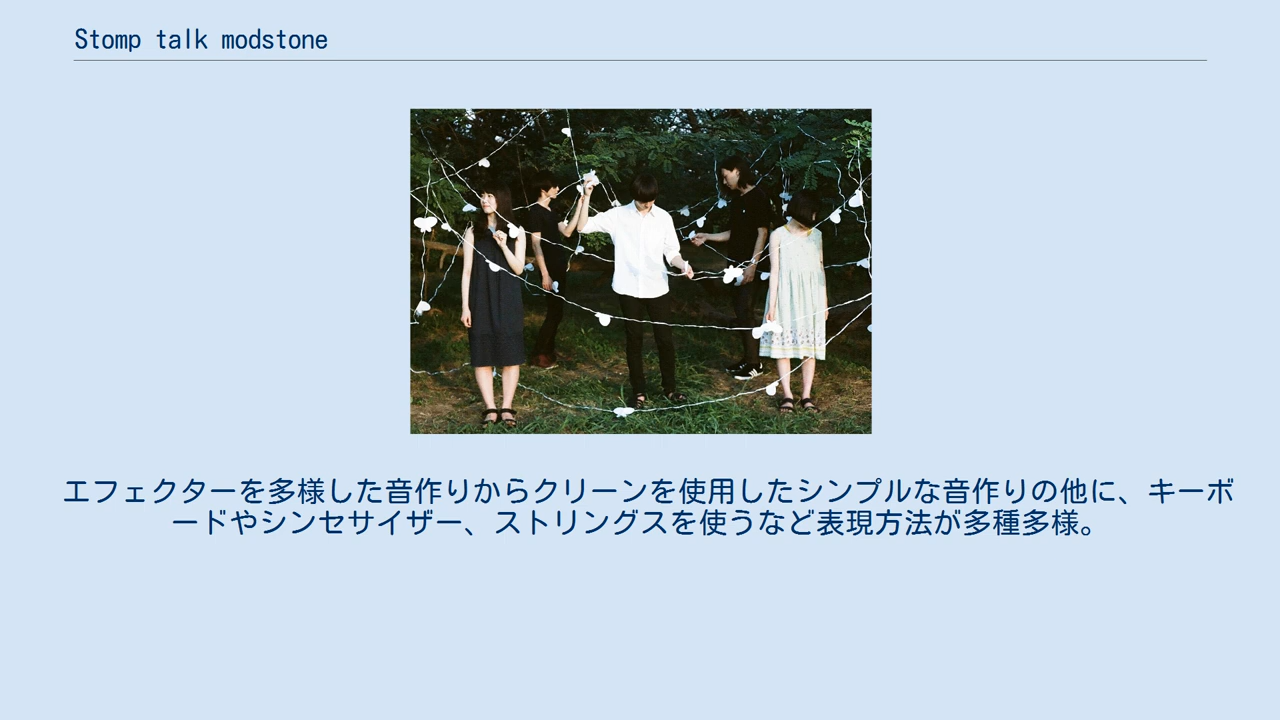 Stomp talk modstone
エフェクターを多様した音作りからクリーンを使用したシンプルな音作りの他に、キーボ
ードやシンセサイザー、ストリングスを使うなど表現方法が多種多様。